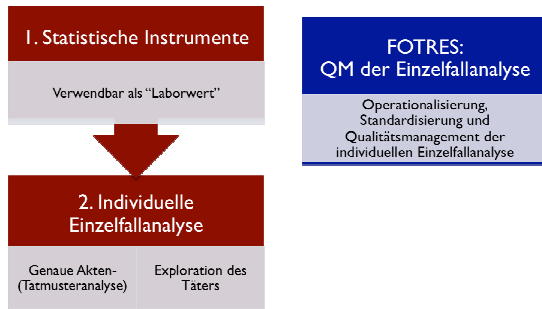 1. Statistische Instrumente
Verwendbar als “Laborwert”
2. Individuelle
Einzelfallanalyse
Genaue Akten-
(Tatmusteranalyse)
Exploration des
Täters
FOTRES:
QM der Einzelfallanalyse
Operationalisierung,
Standardisierung und
Qualitätsmanagement der
individuellen Einzelfallanalyse